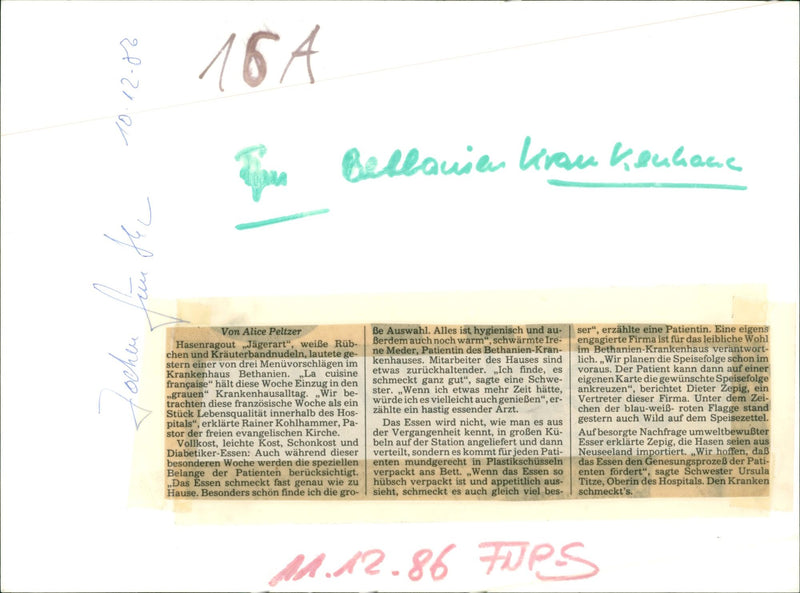 16A
10.12.86
Bethanien Krankenhaus
Jochen Günther
Von Alice Peltzer
Hasenragout „Jägerart", weiße Rüb-
chen und Kräuterbandnudeln, lautete ge-
stern einer von drei Menüvorschlägen im
Krankenhaus Bethanien. „La cuisine
française" hält diese Woche Einzug in den
„grauen" Krankenhausalltag. „Wir be-
trachten diese französische Woche als ein
Stück Lebensqualität innerhalb des Hos-
pitals", erklärte Rainer Kohlhammer, Pa-
stor der freien evangelischen Kirche.
Vollkost, leichte Kost, Schonkost und
Diabetiker-Essen: Auch während dieser
besonderen Woche werden die speziellen
Belange der Patienten berücksichtigt.
„Das Essen schmeckt fast genau wie zu
Hause. Besonders schön finde ich die gro-
ße Auswahl. Alles ist hygienisch und au-
ßerdem auch noch warm", schwärmte Ire-
ne Meder, Patientin des Bethanien-Kran-
kenhauses. Mitarbeiter des Hauses sind
etwas zurückhaltender. „Ich finde, es
schmeckt ganz gut", sagte eine Schwe-
ster. „Wenn ich etwas mehr Zeit hätte,
würde ich es vielleicht auch genießen", er-
zählte ein hastig essender Arzt.
Das Essen wird nicht, wie man es aus
der Vergangenheit kennt, in großen Kü-
beln auf der Station angeliefert und dann
verteilt, sondern es kommt für jeden Pati-
enten mundgerecht in Plastikschüsseln
verpackt ans Bett. „Wenn das Essen so
hübsch verpackt ist und appetitlich aus-
sieht, schmeckt es auch gleich viel bes-
ser", erzählte eine Patientin. Eine eigens
engagierte Firma ist für das leibliche Wohl
im Bethanien-Krankenhaus verantwort-
lich. „Wir planen die Speisefolge schon im
voraus. Der Patient kann dann auf einer
eigenen Karte die gewünschte Speisefolge
ankreuzen", berichtet Dieter Zepig, ein
Vertreter dieser Firma. Unter dem Zei-
chen der blau-weiß- roten Flagge stand
gestern auch Wild auf dem Speisezettel.
Auf besorgte Nachfrage umweltbewußter
Esser erklärte Zepig, die Hasen seien aus
Neuseeland importiert. „Wir hoffen, daß
das Essen den Genesungsprozeß der Pati-
enten fördert", sagte Schwester Ursula
Titze, Oberin des Hospitals. Den Kranken
schmeckt's.
11.12.86 FNP-S